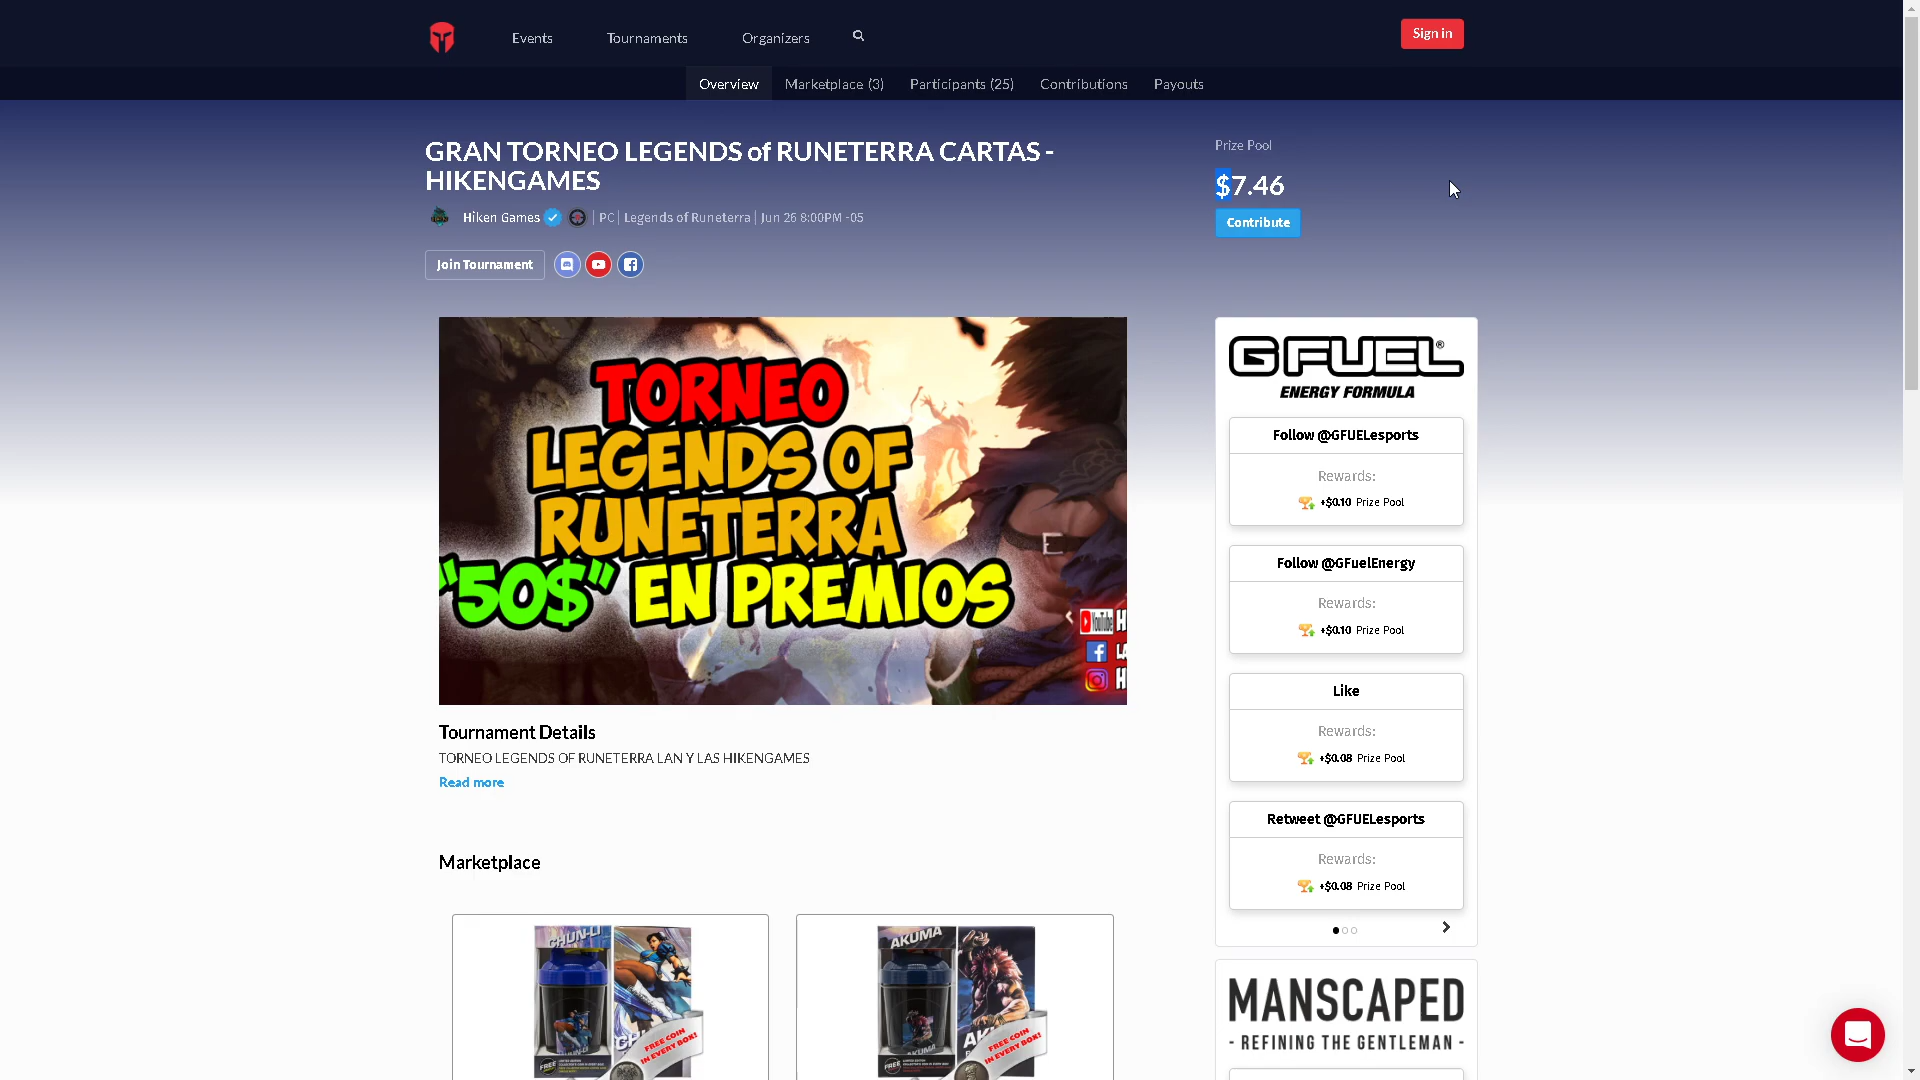 Events
Tournaments
Organizers
Sign in
Overview
Marketplace (3)
Participants (25)
Contributions
Payouts
GRAN TORNEO LEGENDS of RUNETERRA CARTAS -
HIKENGAMES
Hiken Games | PC | Legends of Runeterra | Jun 26 8:00PM -05
Join Tournament
Prize Pool
$7.46
Contribute
TORNEO
LEGENDS OF
RUNETERRA
"50$" EN PREMIOS
YouTube H
LA
H
Tournament Details
TORNEO LEGENDS OF RUNETERRA LAN Y LAS HIKENGAMES
Read more
Marketplace
CHUN-LI
FREE COIN
IN EVERY BOX!
AKUMA
FREE COIN
IN EVERY BOX!
GFUEL®
ENERGY FORMULA
Follow @GFUELesports
Rewards:
+$0.10 Prize Pool
Follow @GFuelEnergy
Rewards:
+$0.10 Prize Pool
Like
Rewards:
+$0.08 Prize Pool
Retweet @GFUELesports
Rewards:
+$0.08 Prize Pool
MANSCAPED
- REFINING THE GENTLEMAN -